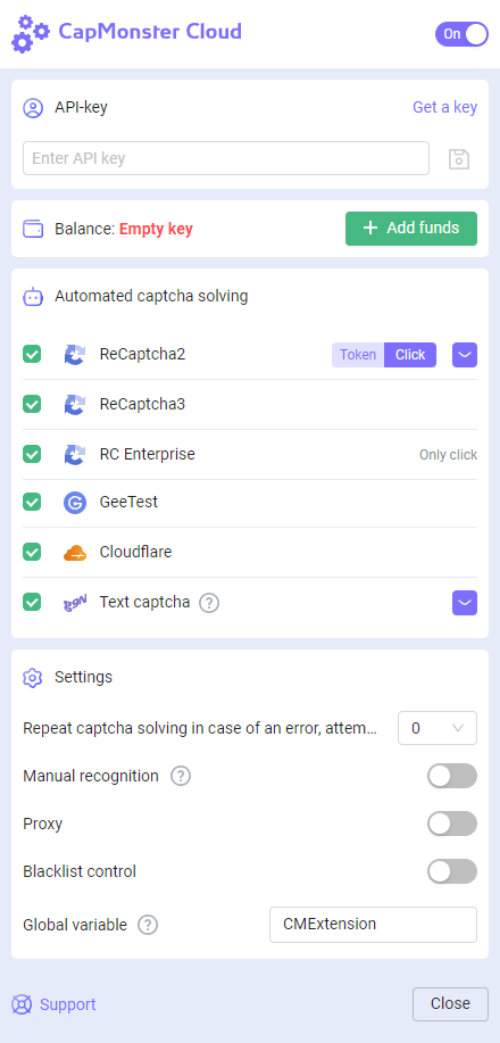 CapMonster Cloud
On
API-key
Get a key
Enter API key
Balance: Empty key
+ Add funds
Automated captcha solving
ReCaptcha2
Token
Click
ReCaptcha3
RC Enterprise
Only click
GeeTest
Cloudflare
Text captcha ?
Settings
Repeat captcha solving in case of an error, attem...
0
Manual recognition ?
Proxy
Blacklist control
Global variable ?
CMExtension
Support
Close